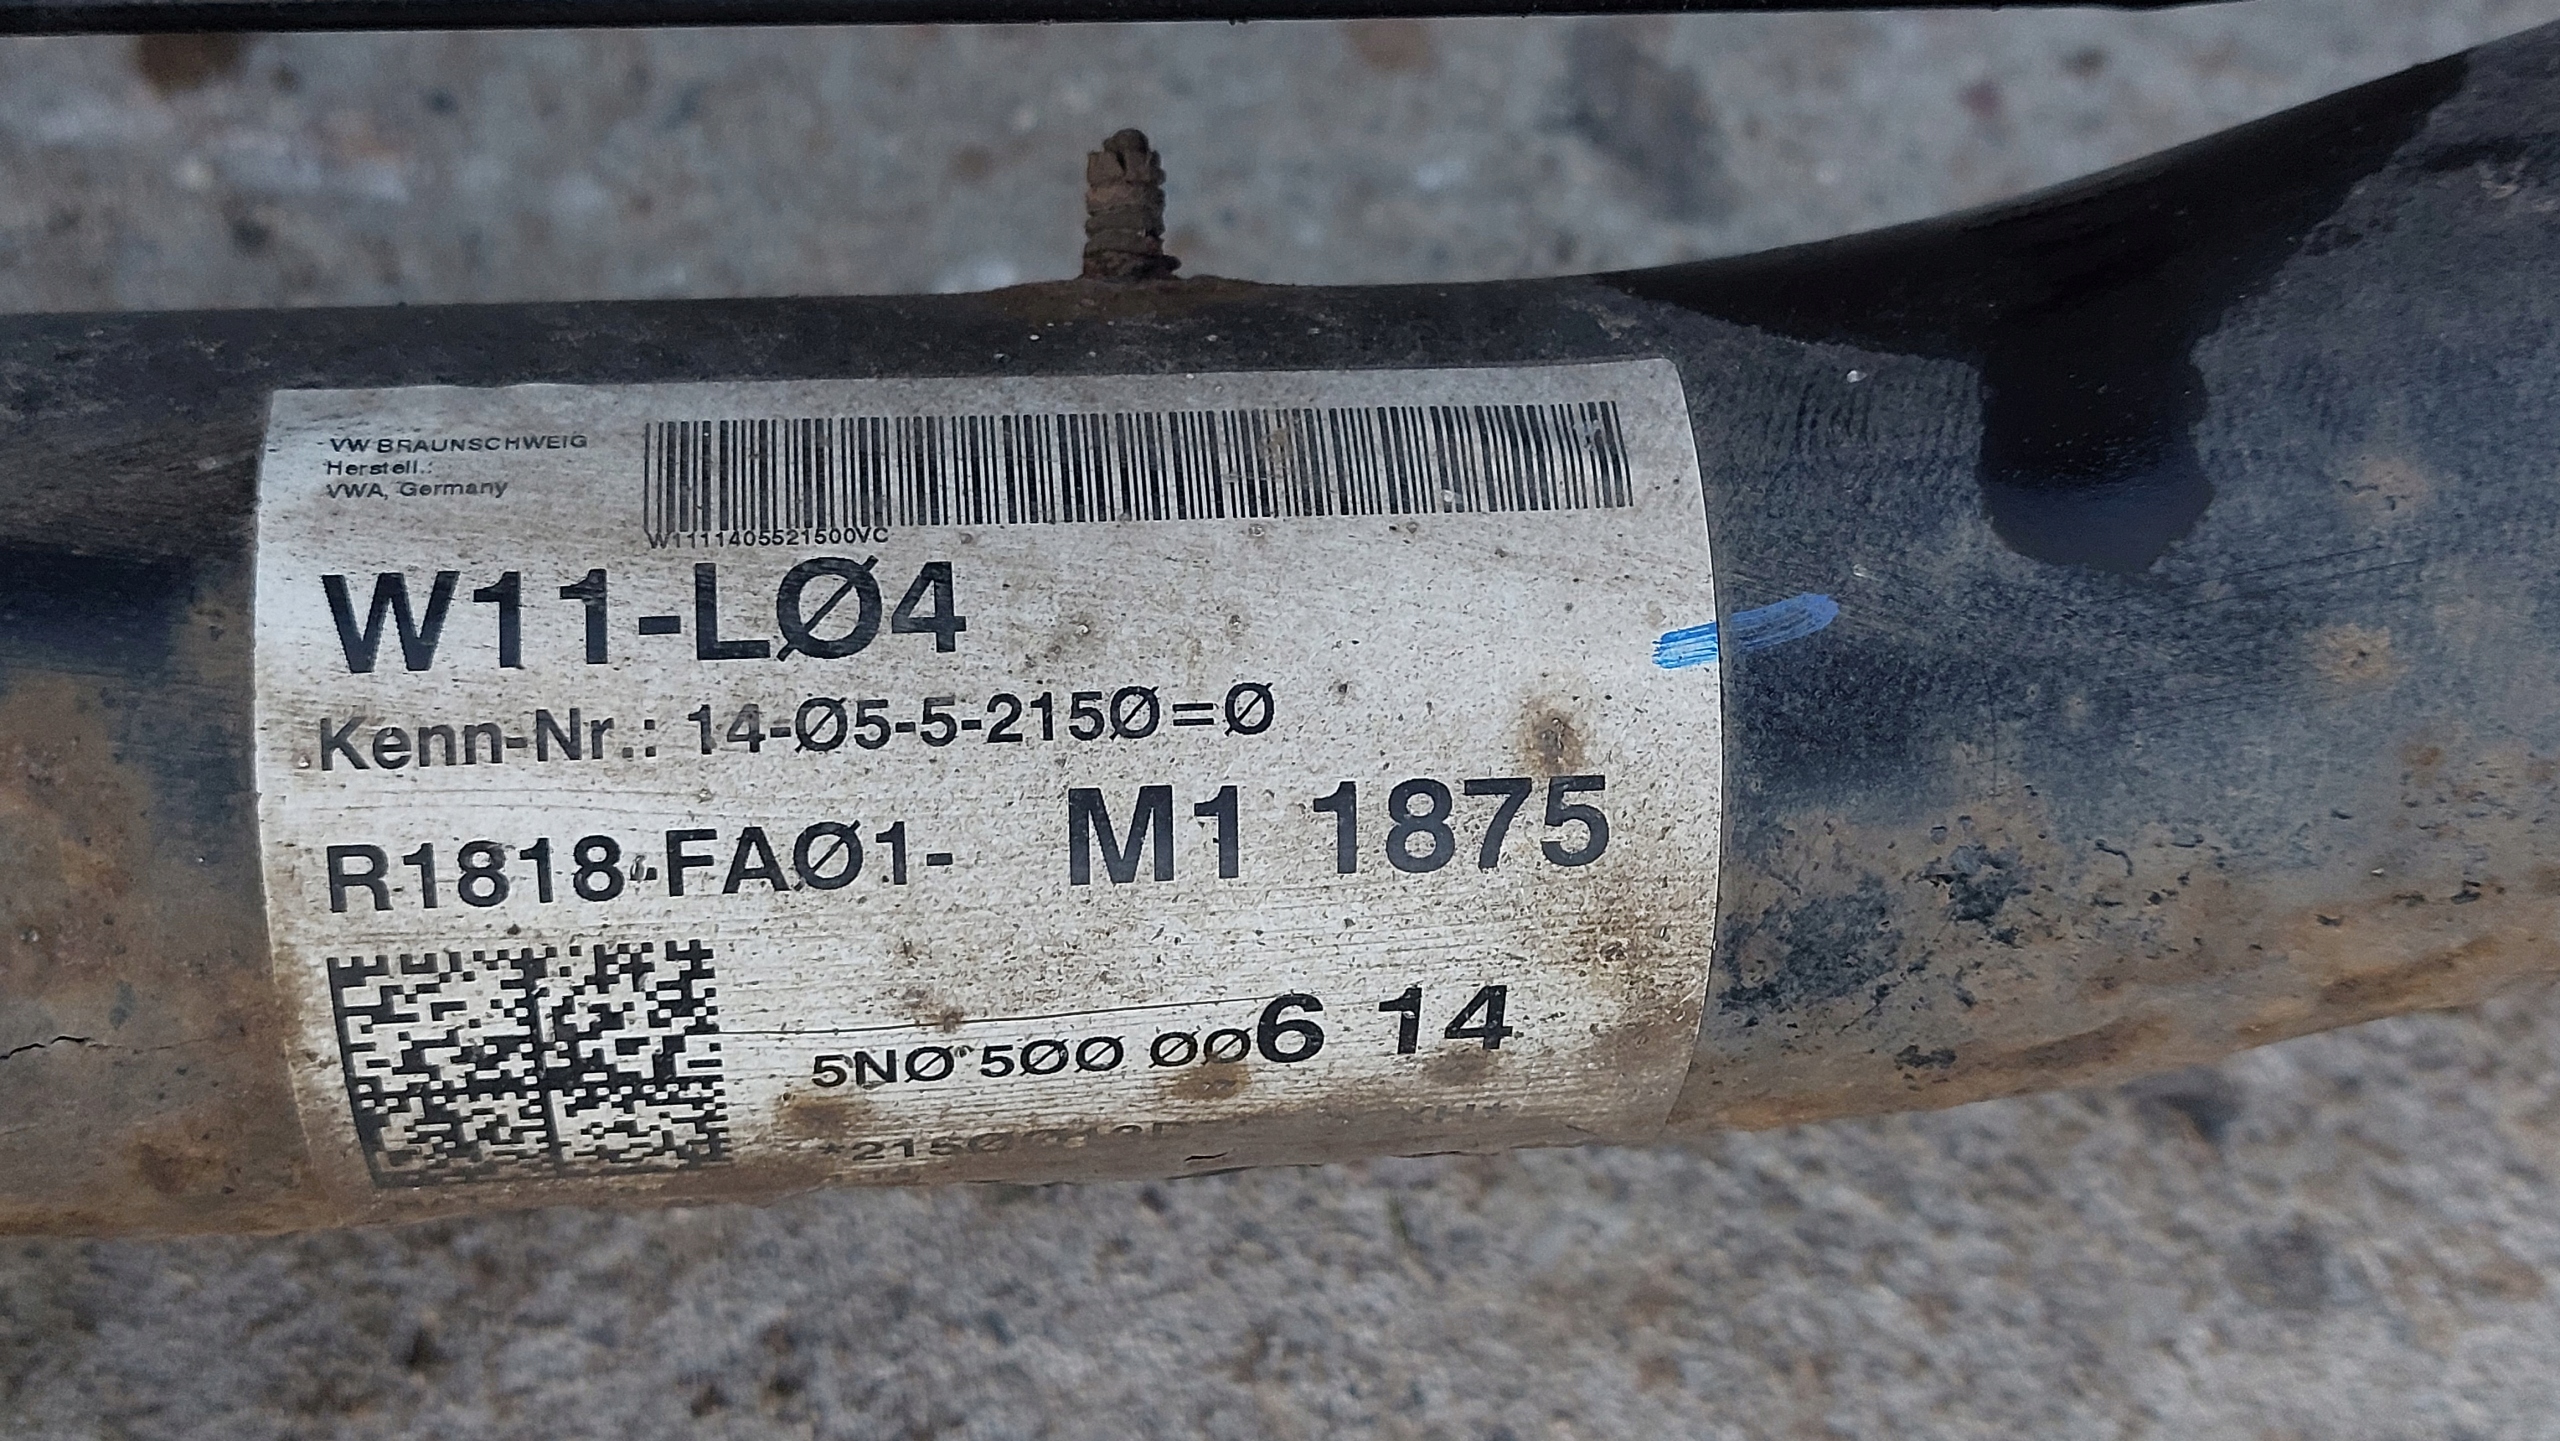 VW BRAUNSCHWEIG
Herstell.:
VWA, Germany
W1111405521500VC
W11-LØ4
Kenn-Nr.: 14-Ø5-5-215Ø=Ø
R1818-FAØ1- M1 1875
5NØ 5ØØ ØØ6 14